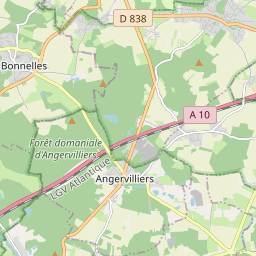 D 838
Bonnelles
A 10
Forêt domaniale
d'Angervilliers
LGV Atlantique
Angervilliers